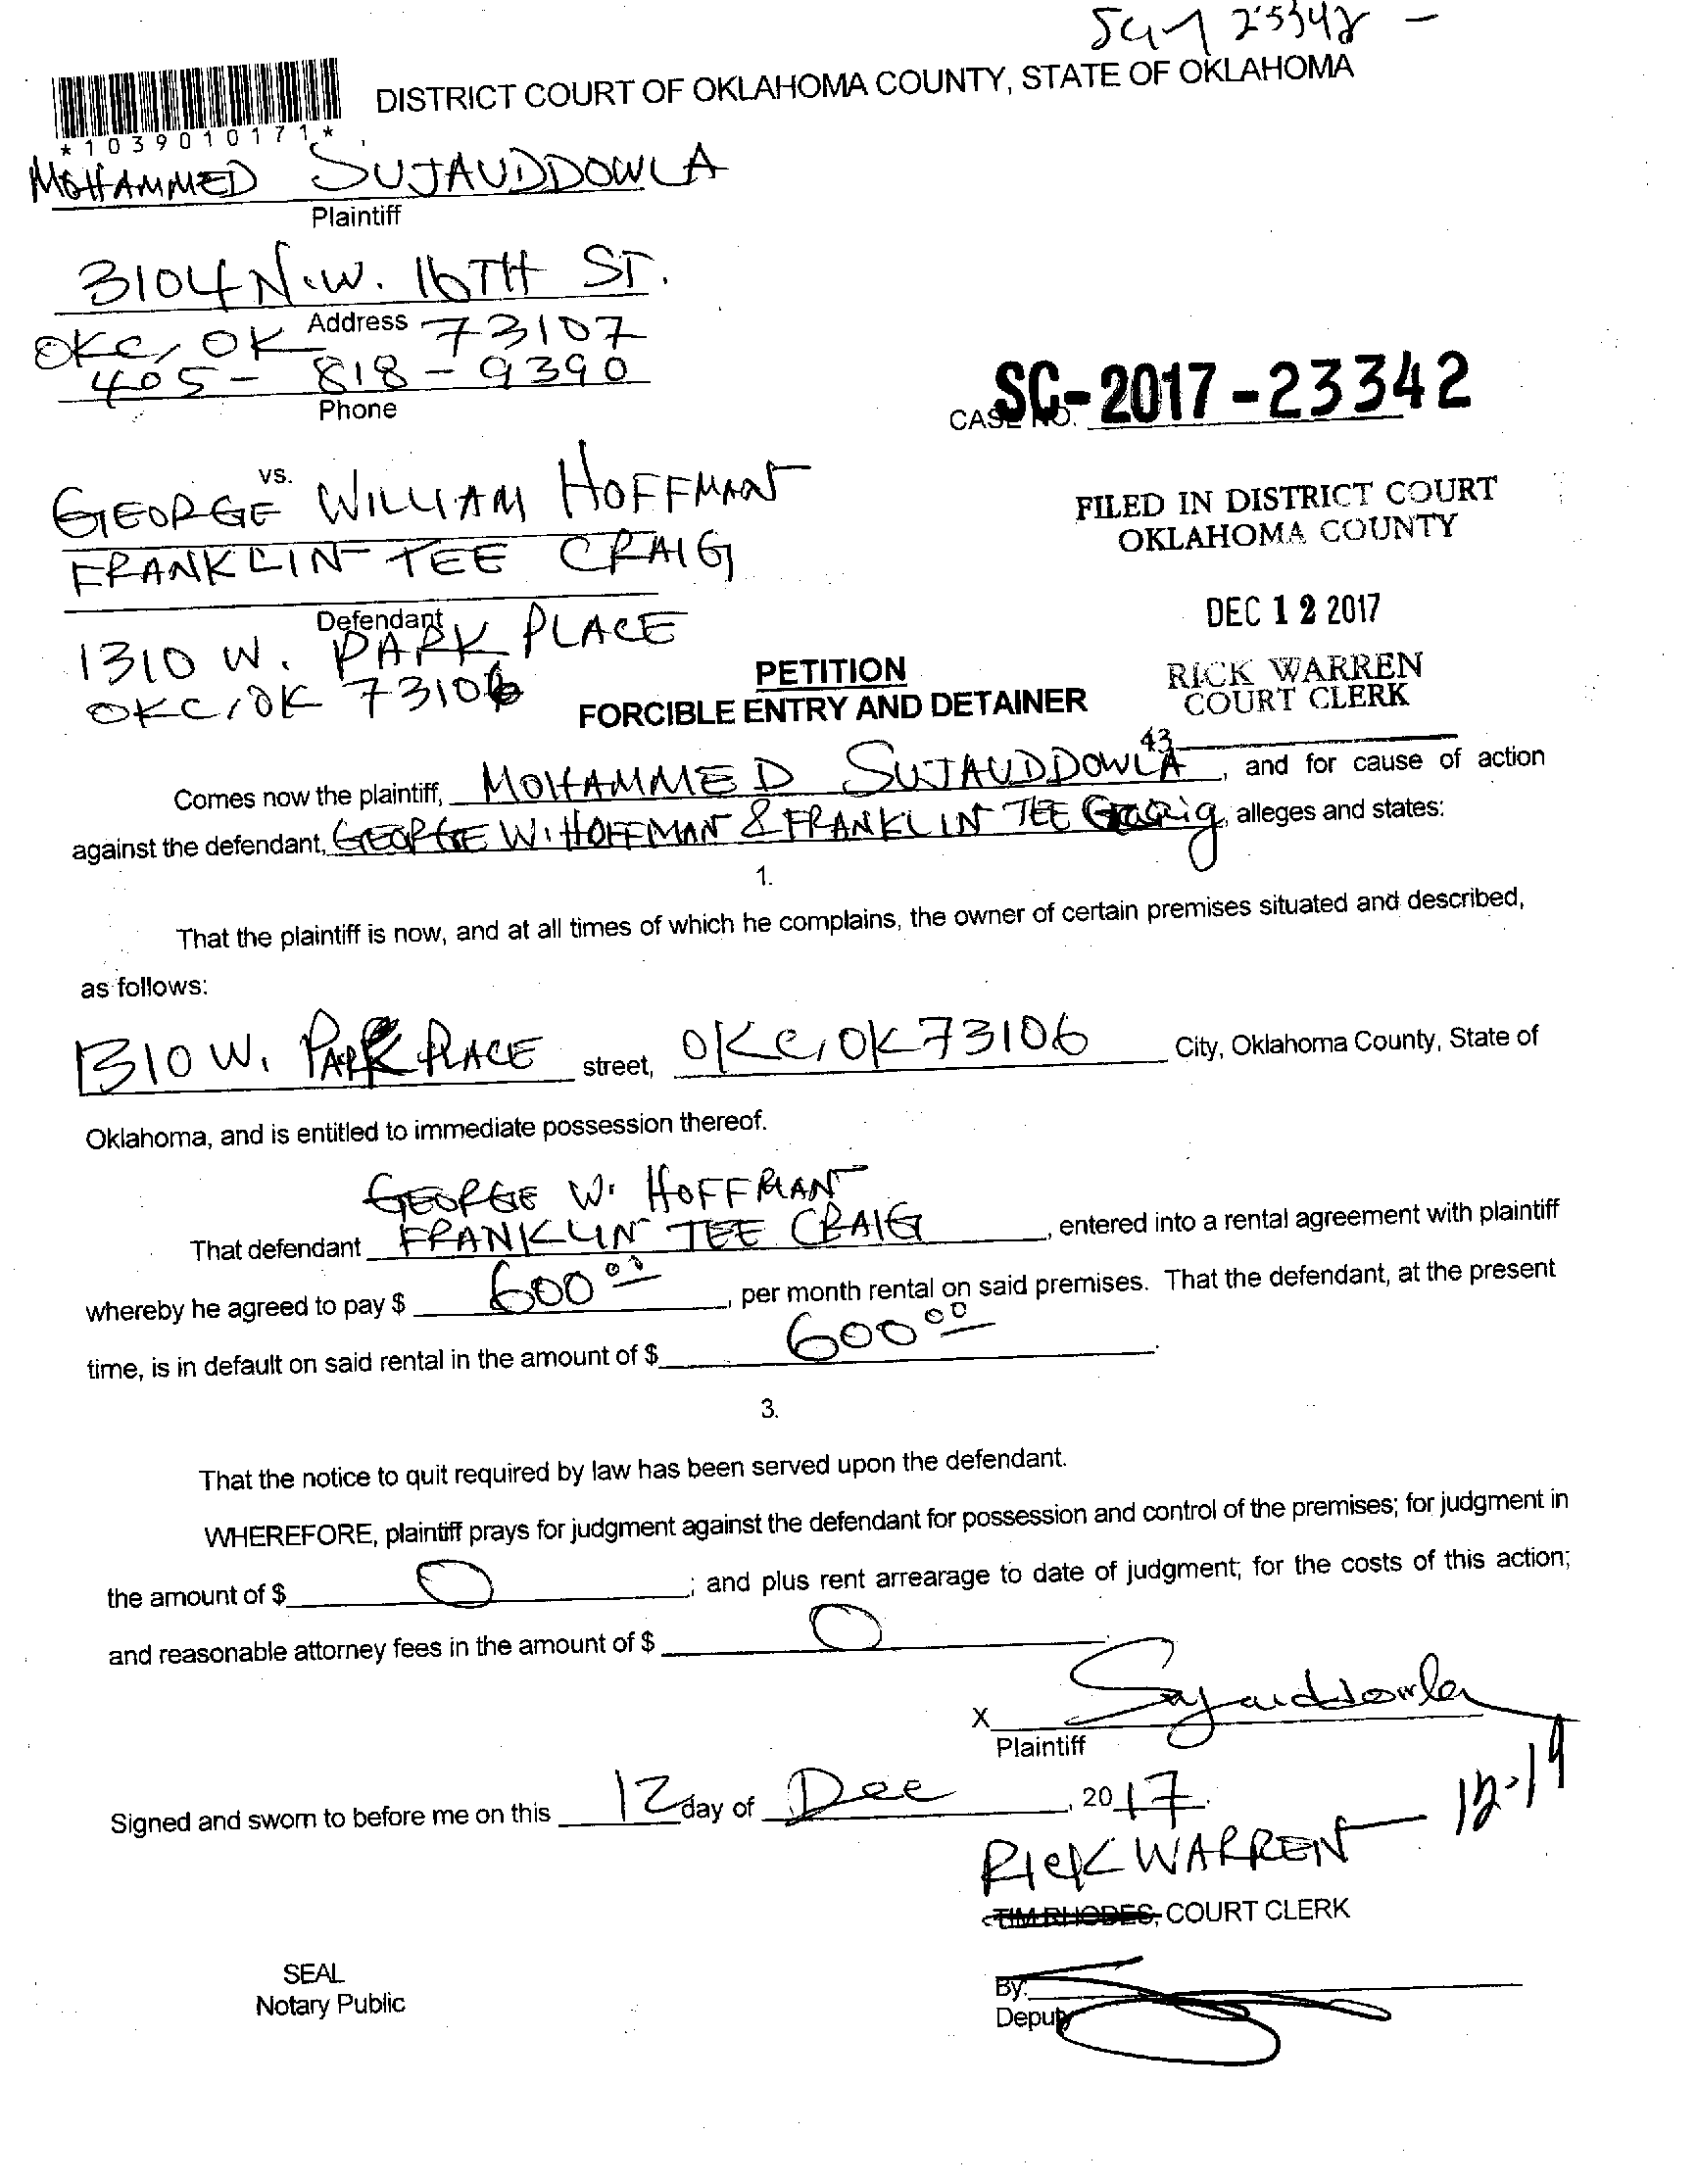 DISTRICT COURT OF OKLAHOMA COUNTY, STATE OF OKLAHOMA
*1039010171*
MOHAMMED SUJAUDDOWLA
Plaintiff
3104 N.W. 16TH ST.
Address
OKC, OK 73107
405-818-9390
Phone
CASE NO. SC-2017-23342
vs.
GEORGE WILLIAM HOFFMAN
FRANKLIN TEE CRAIG
Defendant
1310 W. PARK PLACE
OKC, OK 73106
FILED IN DISTRICT COURT
OKLAHOMA COUNTY
DEC 12 2017
RICK WARREN
COURT CLERK
43
PETITION
FORCIBLE ENTRY AND DETAINER
Comes now the plaintiff, MOHAMMED SUJAUDDOWLA, and for cause of action
against the defendant, GEORGE W. HOFFMAN & FRANKLIN TEE Craig, alleges and states:
1.
That the plaintiff is now, and at all times of which he complains, the owner of certain premises situated and described,
as follows:
1310 W. PARK PLACE street, OKC, OK 73106 City, Oklahoma County, State of
Oklahoma, and is entitled to immediate possession thereof.
GEORGE W. HOFFMAN
That defendant FRANKLIN TEE CRAIG, entered into a rental agreement with plaintiff
whereby he agreed to pay $ 600 00, per month rental on said premises. That the defendant, at the present
time, is in default on said rental in the amount of $ 600 00.
3.
That the notice to quit required by law has been served upon the defendant.
WHEREFORE, plaintiff prays for judgment against the defendant for possession and control of the premises; for judgment in
the amount of $ 0; and plus rent arrearage to date of judgment; for the costs of this action;
and reasonable attorney fees in the amount of $ 0
X Sujauddowla
Plaintiff
Signed and sworn to before me on this 12 day of Dec, 2017.
12-19
RICK WARREN
TIM RHODES, COURT CLERK
SEAL
Notary Public
By:
Deputy